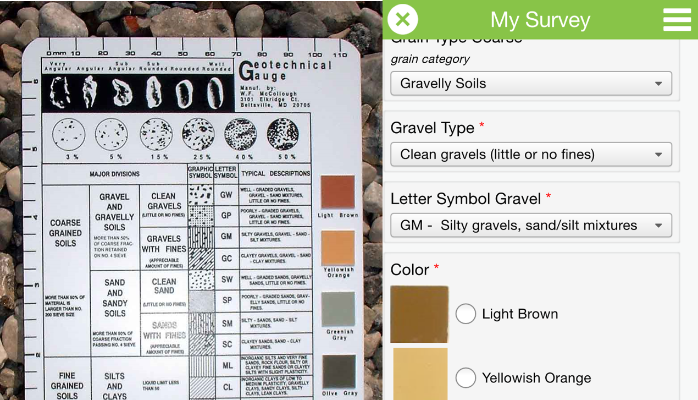 0 mm 10 20 30 40 50 60 70 80 90 100 110
Very Angular
Angular
Sub Angular
Sub Rounded
Rounded
Well Rounded
Geotechnical
Gauge
Manuf. by:
W.F. McCollough
3101 Elkridge Ct.
Beltsville, MD 20705
3%
5%
15%
25%
40%
50%
MAJOR DIVISIONS
GRAPHIC SYMBOL
LETTER SYMBOL
TYPICAL DESCRIPTIONS
COARSE
GRAINED
SOILS
MORE THAN 50% OF
MATERIAL IS
LARGER THAN NO.
200 SIEVE SIZE
GRAVEL
AND
GRAVELLY
SOILS
MORE THAN 50%
OF COARSE FRAC-
TION RETAINED
ON NO. 4 SIEVE
CLEAN
GRAVELS
(LITTLE OR NO FINES)
GW
WELL - GRADED GRAVELS,
GRAVEL - SAND MIXTURES,
LITTLE OR NO FINES.
GP
POORLY - GRADED GRAVELS,
GRAVEL - SAND MIXTURES,
LITTLE OR NO FINES
GRAVELS
WITH FINES
(APPRECIABLE
AMOUNT OF FINES)
GM
SILTY GRAVELS, GRAVEL - SAND -
SILT MIXTURES.
GC
CLAYEY GRAVELS, GRAVEL - SAND
- CLAY MIXTURES.
SAND
AND
SANDY
SOILS
MORE THAN 50% OF
COARSE FRACTION
PASSING NO. 4 SIEVE
CLEAN
SAND
(LITTLE OR NO FINES)
SW
WELL - GRADED SANDS, GRAVELLY
SANDS, LITTLE OR NO FINES.
SP
POORLY - GRADED SANDS, GRAV-
ELLY SANDS, LITTLE OR NO
FINES.
SANDS
WITH FINES
(APPRECIABLE
AMOUNT OF FINES)
SM
SILTY - SANDS, SAND - SILT
MIXTURES.
SC
CLAYEY SANDS, SAND - CLAY
MIXTURES.
FINE
GRAINED
SOILS
SILTS
AND
CLAYS
LIQUID LIMIT LESS
THAN 50
ML
INORGANIC SILTS AND VERY FINE
SANDS, ROCK FLOUR, SILTY OR
CLAYEY FINE SANDS OR CLAYEY
SILTS WITH SLIGHT PLASTICITY.
CL
INORGANIC CLAYS OF LOW TO
MEDIUM PLASTICITY, GRAVELLY
CLAYS, SANDY CLAYS, SILTY
CLAYS, LEAN CLAYS.
Light Brown
Yellowish
Orange
Greenish
Gray
Olive Gray
6
5
4
3
2
My Survey
Grain Type Coarse
grain category
Gravelly Soils
Gravel Type *
Clean gravels (little or no fines)
Letter Symbol Gravel *
GM - Silty gravels, sand/silt mixtures
Color *
Light Brown
Yellowish Orange